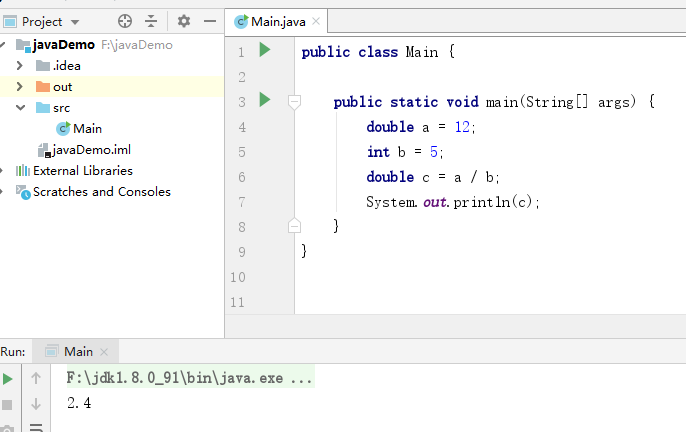 Project
Main.java
javaDemo F:\javaDemo
.idea
out
src
Main
javaDemo.iml
External Libraries
Scratches and Consoles
1 public class Main {
2
3 public static void main(String[] args) {
4 double a = 12;
5 int b = 5;
6 double c = a / b;
7 System.out.println(c);
8 }
9 }
10
11
Run: Main
F:\jdk1.8.0_91\bin\java.exe ...
2.4